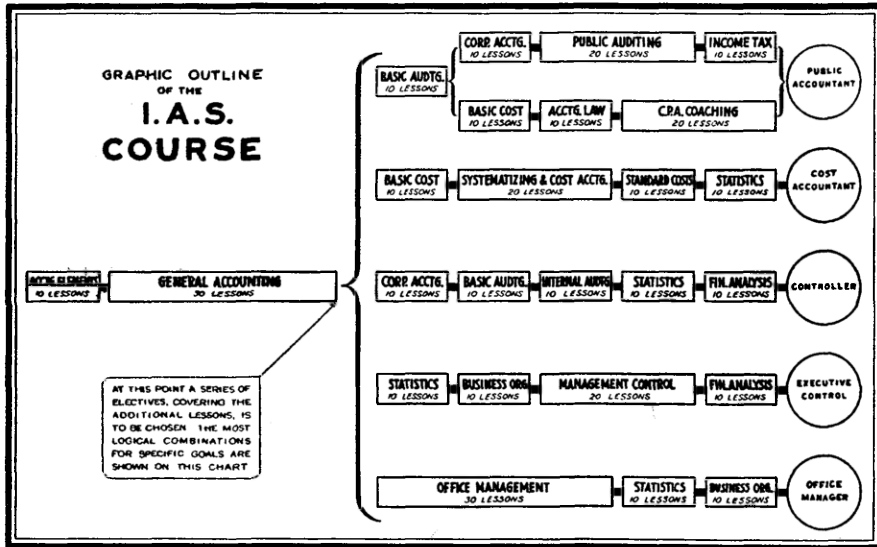 GRAPHIC OUTLINE
OF THE
I.A.S.
COURSE
ACCTG. ELEMENTS
10 LESSONS
GENERAL ACCOUNTING
30 LESSONS
AT THIS POINT A SERIES OF
ELECTIVES, COVERING THE
ADDITIONAL LESSONS, IS
TO BE CHOSEN THE MOST
LOGICAL COMBINATIONS
FOR SPECIFIC GOALS ARE
SHOWN ON THIS CHART
BASIC AUDTG.
10 LESSONS
CORP. ACCTG.
10 LESSONS
PUBLIC AUDITING
20 LESSONS
INCOME TAX
10 LESSONS
BASIC COST
10 LESSONS
ACCTG. LAW
10 LESSONS
C.P.A. COACHING
20 LESSONS
PUBLIC
ACCOUNTANT
BASIC COST
10 LESSONS
SYSTEMATIZING & COST ACCTG.
20 LESSONS
STANDARD COSTS
10 LESSONS
STATISTICS
10 LESSONS
COST
ACCOUNTANT
CORP. ACCTG.
10 LESSONS
BASIC AUDTG.
10 LESSONS
INTERNAL AUDTG.
10 LESSONS
STATISTICS
10 LESSONS
FIN. ANALYSIS
10 LESSONS
CONTROLLER
STATISTICS
10 LESSONS
BUSINESS ORG.
10 LESSONS
MANAGEMENT CONTROL
20 LESSONS
FIN. ANALYSIS
10 LESSONS
EXECUTIVE
CONTROL
OFFICE MANAGEMENT
30 LESSONS
STATISTICS
10 LESSONS
BUSINESS ORG.
10 LESSONS
OFFICE
MANAGER